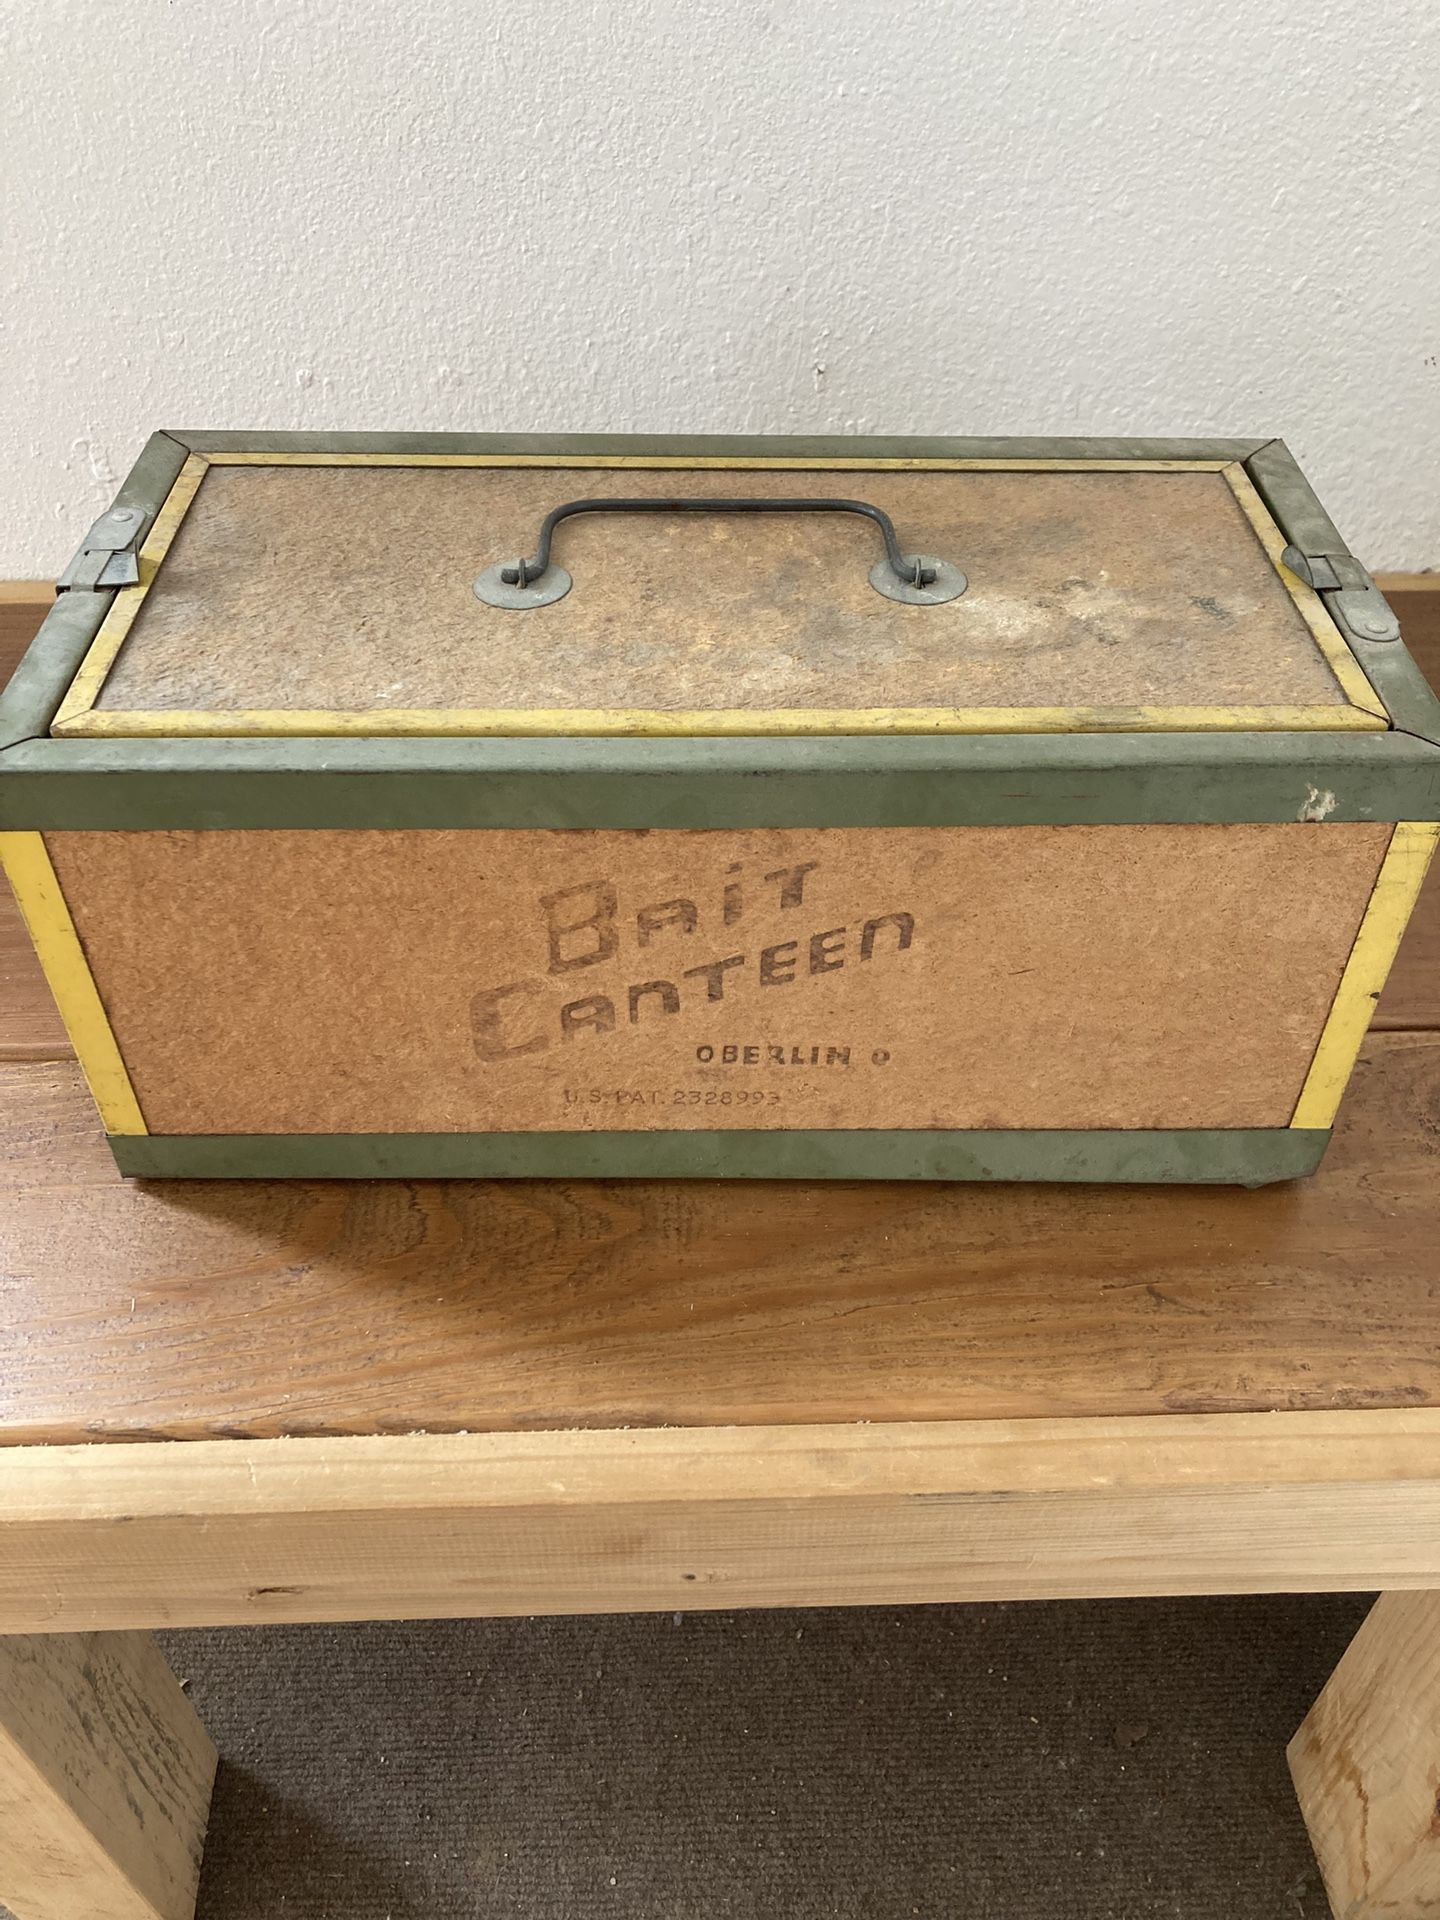 BAiT
CANTEEN
OBERLIN O
U.S. PAT. 2328993